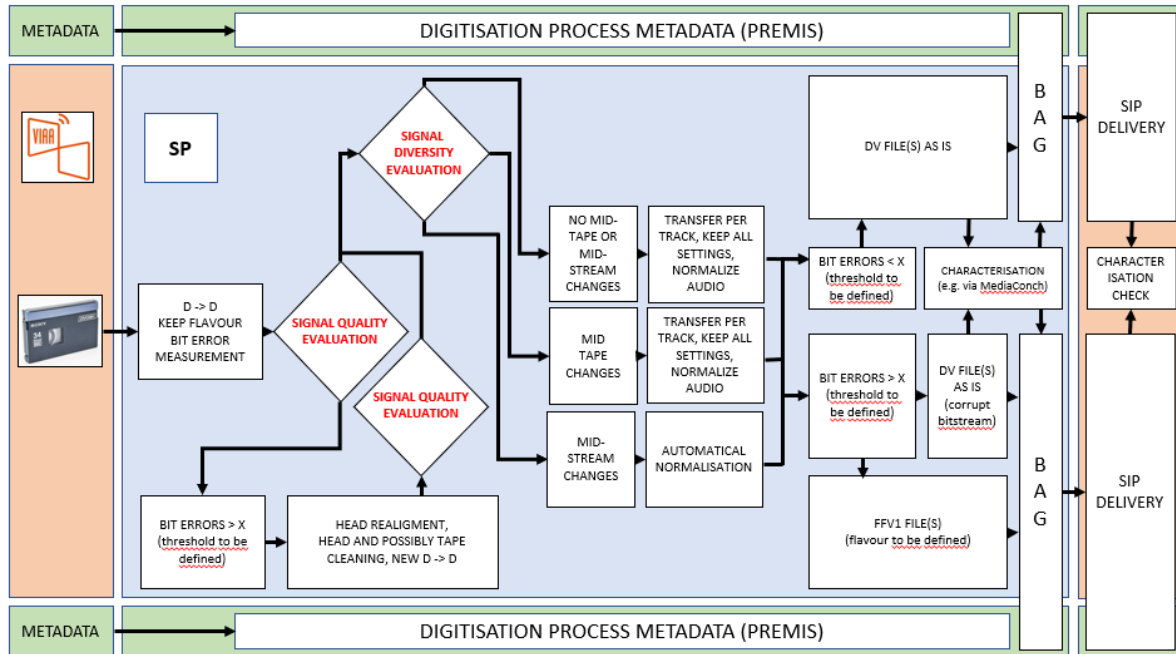 METADATA
DIGITISATION PROCESS METADATA (PREMIS)
VIAA
SP
SIGNAL
DIVERSITY
EVALUATION
DV FILE(S) AS IS
B
A
G
SIP
DELIVERY
NO MID-
TAPE OR
MID-
STREAM
CHANGES
TRANSFER PER
TRACK, KEEP ALL
SETTINGS,
NORMALIZE
AUDIO
BIT ERRORS < X
(threshold to
be defined)
CHARACTERISATION
(e.g. via MediaConch)
CHARACTER
ISATION
CHECK
SONY
34
D -> D
KEEP FLAVOUR
BIT ERROR
MEASUREMENT
SIGNAL QUALITY
EVALUATION
SIGNAL QUALITY
EVALUATION
MID
TAPE
CHANGES
TRANSFER PER
TRACK, KEEP ALL
SETTINGS,
NORMALIZE
AUDIO
BIT ERRORS > X
(threshold to
be defined)
DV FILE(S)
AS IS
(corrupt
bitstream)
MID-
STREAM
CHANGES
AUTOMATICAL
NORMALISATION
B
A
G
SIP
DELIVERY
BIT ERRORS > X
(threshold to be
defined)
HEAD REALIGMENT,
HEAD AND POSSIBLY TAPE
CLEANING, NEW D -> D
FFV1 FILE(S)
(flavour to be defined)
METADATA
DIGITISATION PROCESS METADATA (PREMIS)